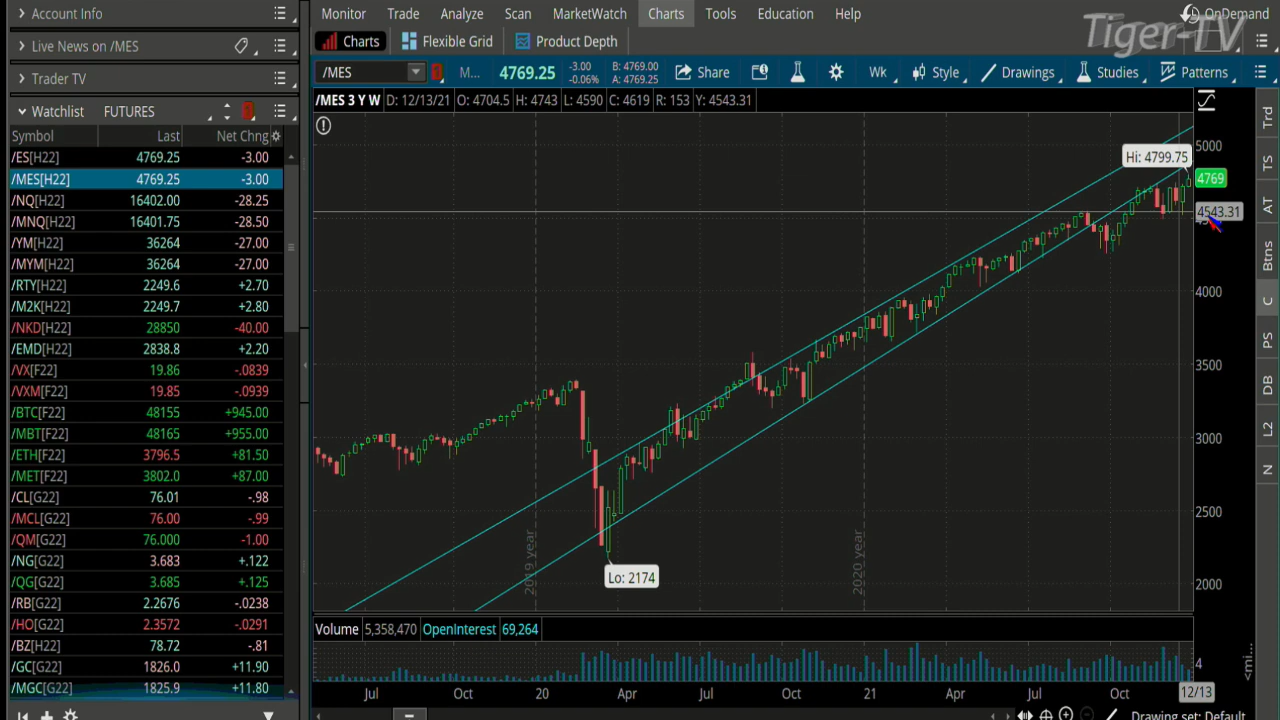 Account Info
Live News on /MES
Trader TV
Watchlist FUTURES
Symbol Last Net Chng
/ES[H22] 4769.25 -3.00
/MES[H22] 4769.25 -3.00
/NQ[H22] 16402.00 -28.25
/MNQ[H22] 16401.75 -28.50
/YM[H22] 36264 -27.00
/MYM[H22] 36264 -27.00
/RTY[H22] 2249.6 +2.70
/M2K[H22] 2249.7 +2.80
/NKD[H22] 28850 -40.00
/EMD[H22] 2838.8 +2.20
/VX[F22] 19.86 -.0839
/VXM[F22] 19.85 -.0939
/BTC[F22] 48155 +945.00
/MBT[F22] 48165 +955.00
/ETH[F22] 3796.5 +81.50
/MET[F22] 3802.0 +87.00
/CL[G22] 76.01 -.98
/MCL[G22] 76.00 -.99
/QM[G22] 76.000 -1.00
/NG[G22] 3.683 +.122
/QG[G22] 3.685 +.125
/RB[G22] 2.2676 -.0238
/HO[G22] 2.3572 -.0291
/BZ[H22] 78.72 -.81
/GC[G22] 1826.0 +11.90
/MGC[G22] 1825.9 +11.80
Monitor Trade Analyze Scan MarketWatch Charts Tools Education Help OnDemand
Tiger-TV
Charts Flexible Grid Product Depth
/MES M... 4769.25 -3.00 -0.06% B: 4769.00 A: 4769.25 Share Wk Style Drawings Studies Patterns
/MES 3 Y W D: 12/13/21 O: 4704.5 H: 4743 L: 4590 C: 4619 R: 153 Y: 4543.31
Hi: 4799.75
5000
4769
4543.31
4000
3500
3000
2500
2000
2019 year
2020 year
Lo: 2174
Volume 5,358,470 OpenInterest 69,264
4
Jul Oct 20 Apr Jul Oct 21 Apr Jul Oct 12/13
Drawing set: Default
Trd
TS
AT
Btns
C
PS
DB
L2
N